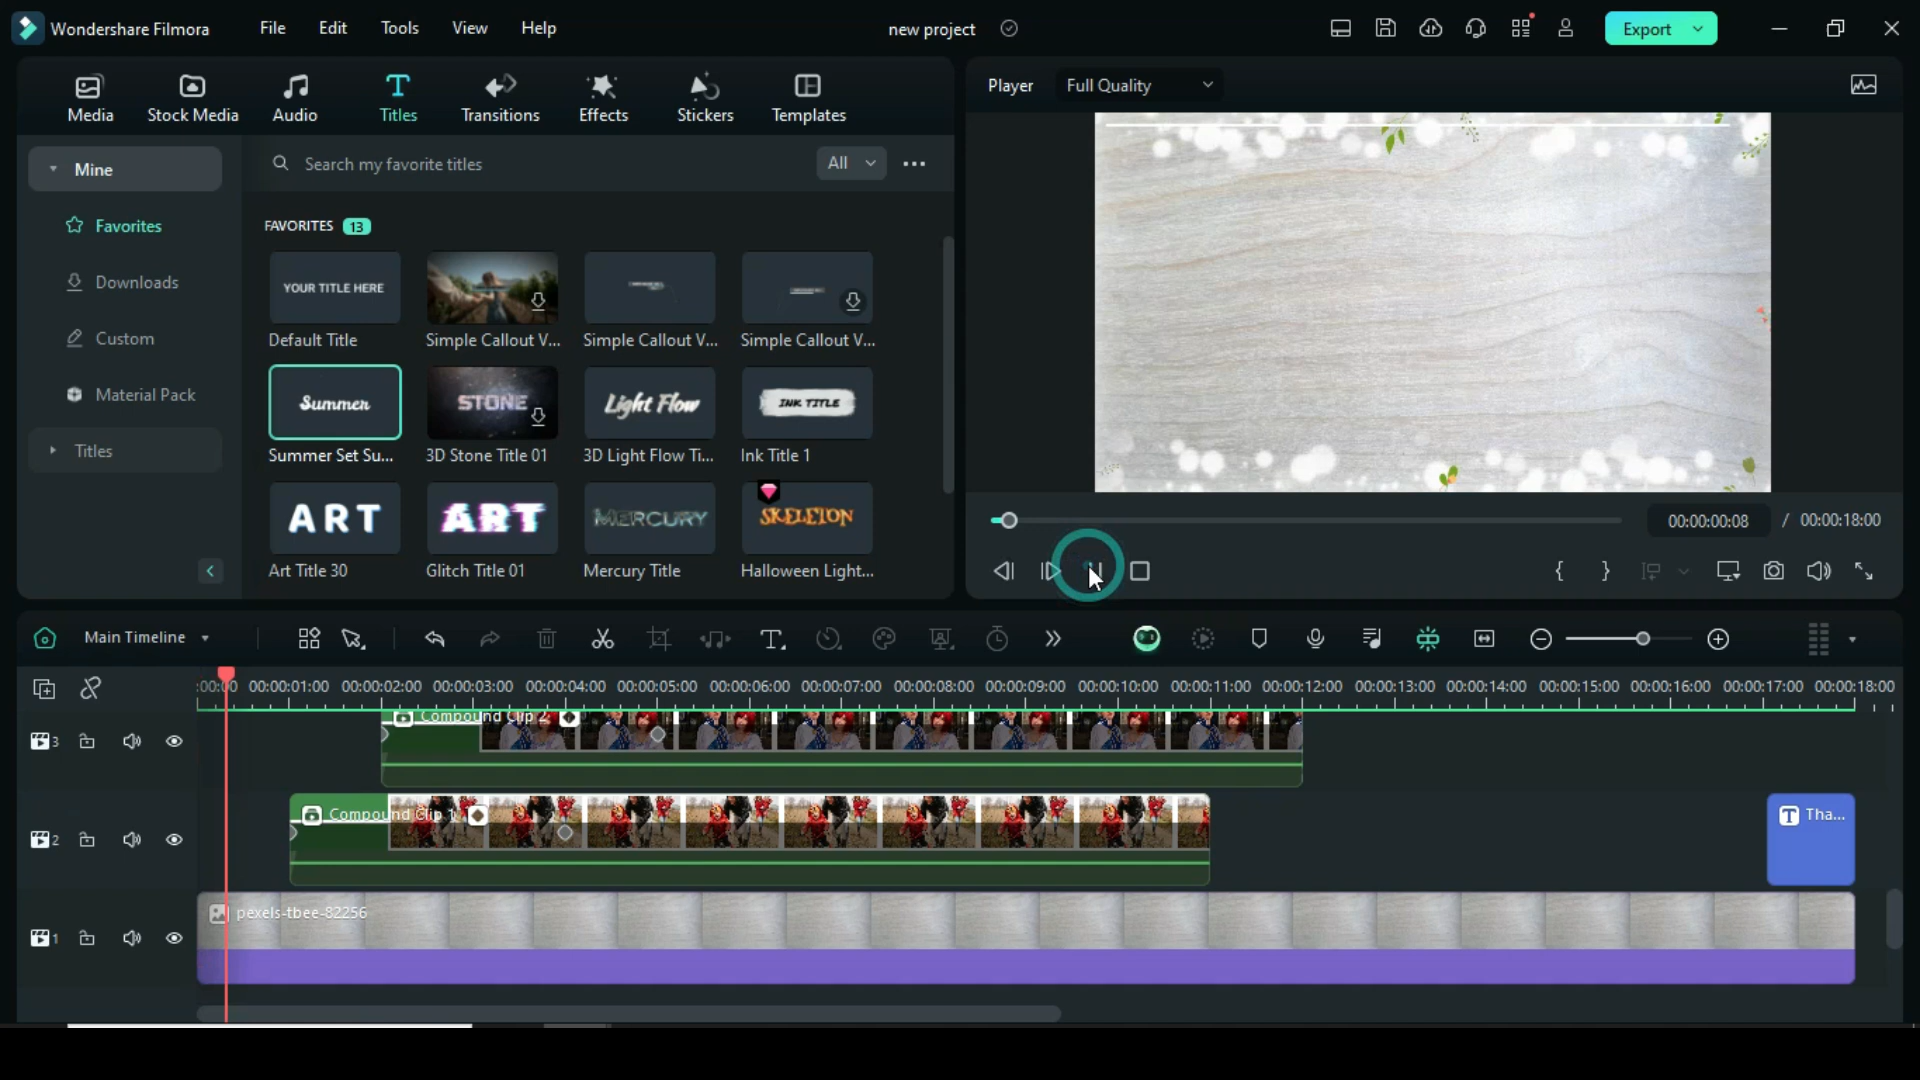 Wondershare Filmora File Edit Tools View Help new project Export
Media Stock Media Audio Titles Transitions Effects Stickers Templates
Player Full Quality
Mine
Search my favorite titles All
Favorites
Downloads
Custom
Material Pack
Titles
FAVORITES 13
YOUR TITLE HERE
Default Title Simple Callout V... Simple Callout V... Simple Callout V...
Summer STONE Light Flow INK TITLE
Summer Set Su... 3D Stone Title 01 3D Light Flow Ti... Ink Title 1
ART ART MERCURY SKELETON
Art Title 30 Glitch Title 01 Mercury Title Halloween Light...
00:00:00:08 / 00:00:18:00
Main Timeline
:00:00 00:00:01:00 00:00:02:00 00:00:03:00 00:00:04:00 00:00:05:00 00:00:06:00 00:00:07:00 00:00:08:00 00:00:09:00 00:00:10:00 00:00:11:00 00:00:12:00 00:00:13:00 00:00:14:00 00:00:15:00 00:00:16:00 00:00:17:00 00:00:18:00
3 Compound Clip 2
2 Compound Clip 1 Tha...
1 pexels-tbee-82256